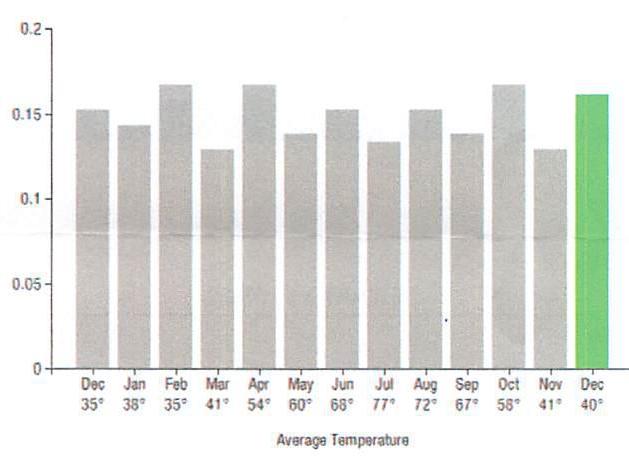 0.2
0.15
0.1
0.05
0
Dec Jan Feb Mar Apr May Jun Jul Aug Sep Oct Nov Dec
35° 38° 35° 41° 54° 60° 68° 77° 72° 67° 58° 41° 40°
Average Temperature